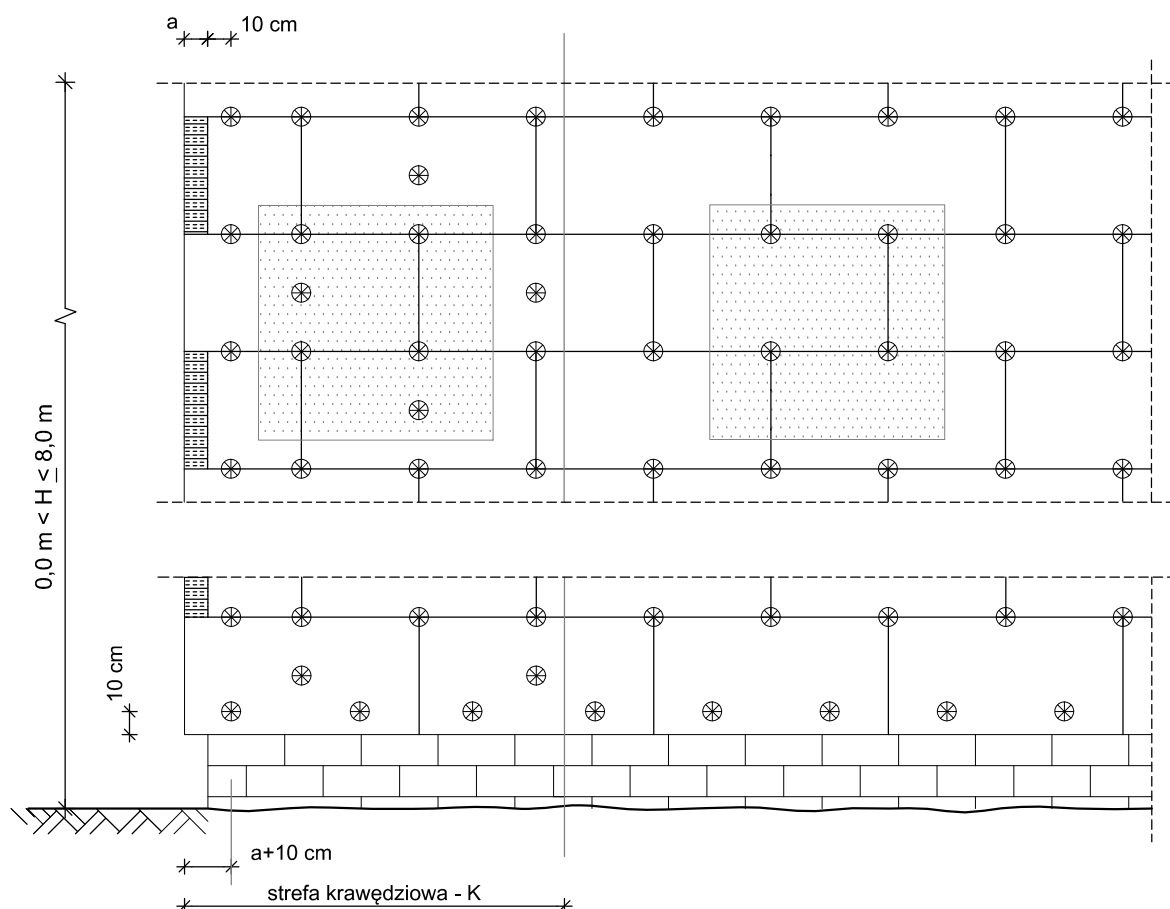 a 10 cm
0,0 m < H ≤ 8,0 m
10 cm
a+10 cm
strefa krawędziowa - K